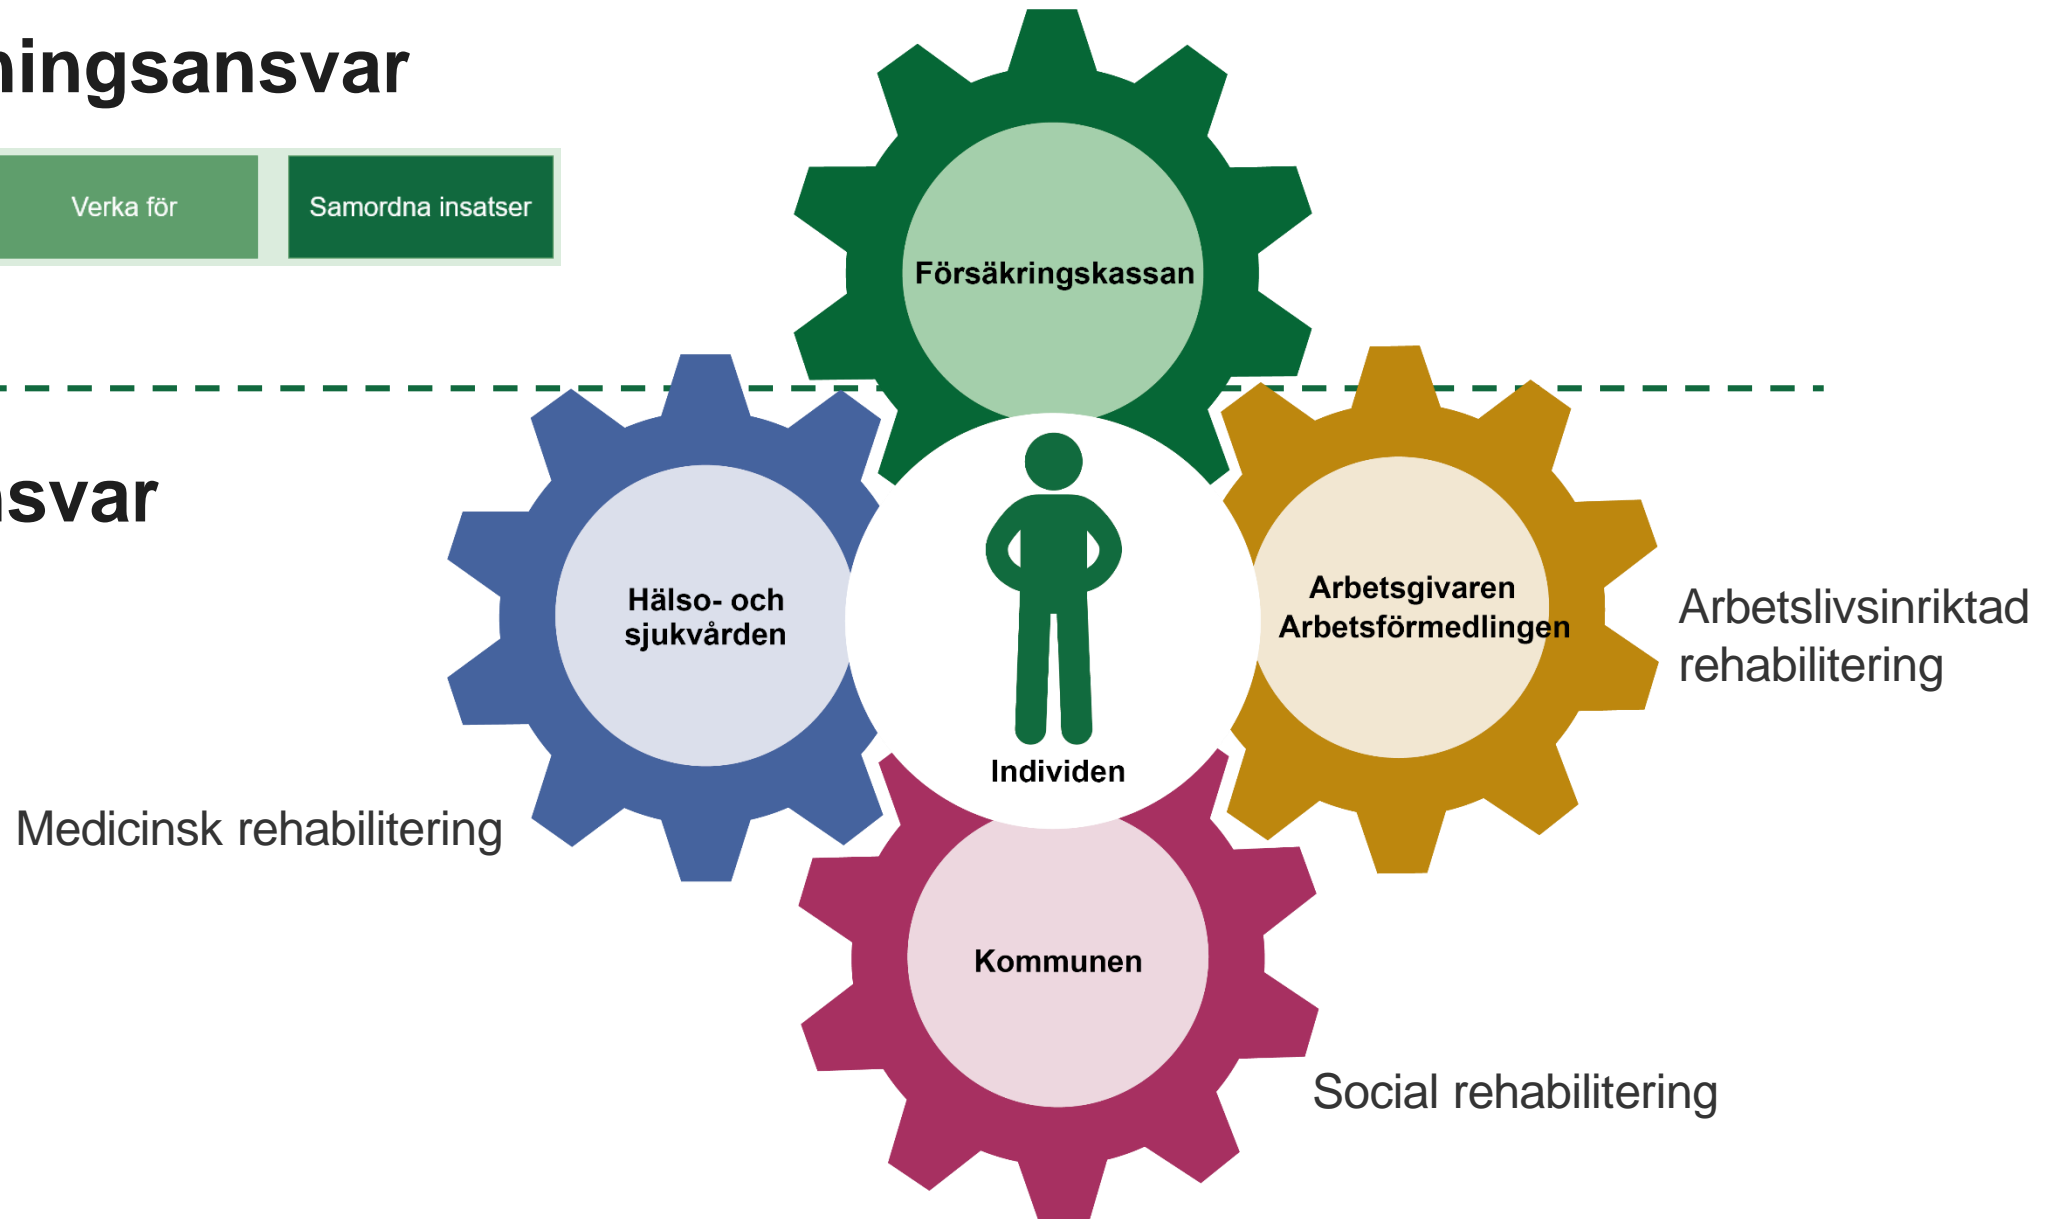 ningsansvar
Verka för
Samordna insatser
Försäkringskassan
nsvar
Hälso- och
sjukvården
Arbetsgivaren
Arbetsförmedlingen
Arbetslivsinriktad
rehabilitering
Individen
Medicinsk rehabilitering
Kommunen
Social rehabilitering